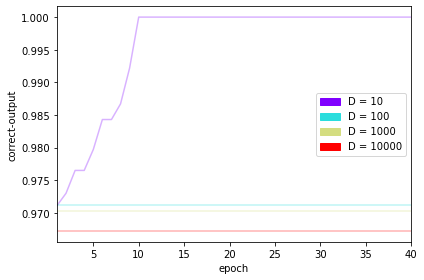 1.000
0.995
0.990
0.985
0.980
0.975
0.970
correct-output
D = 10
D = 100
D = 1000
D = 10000
5 10 15 20 25 30 35 40
epoch